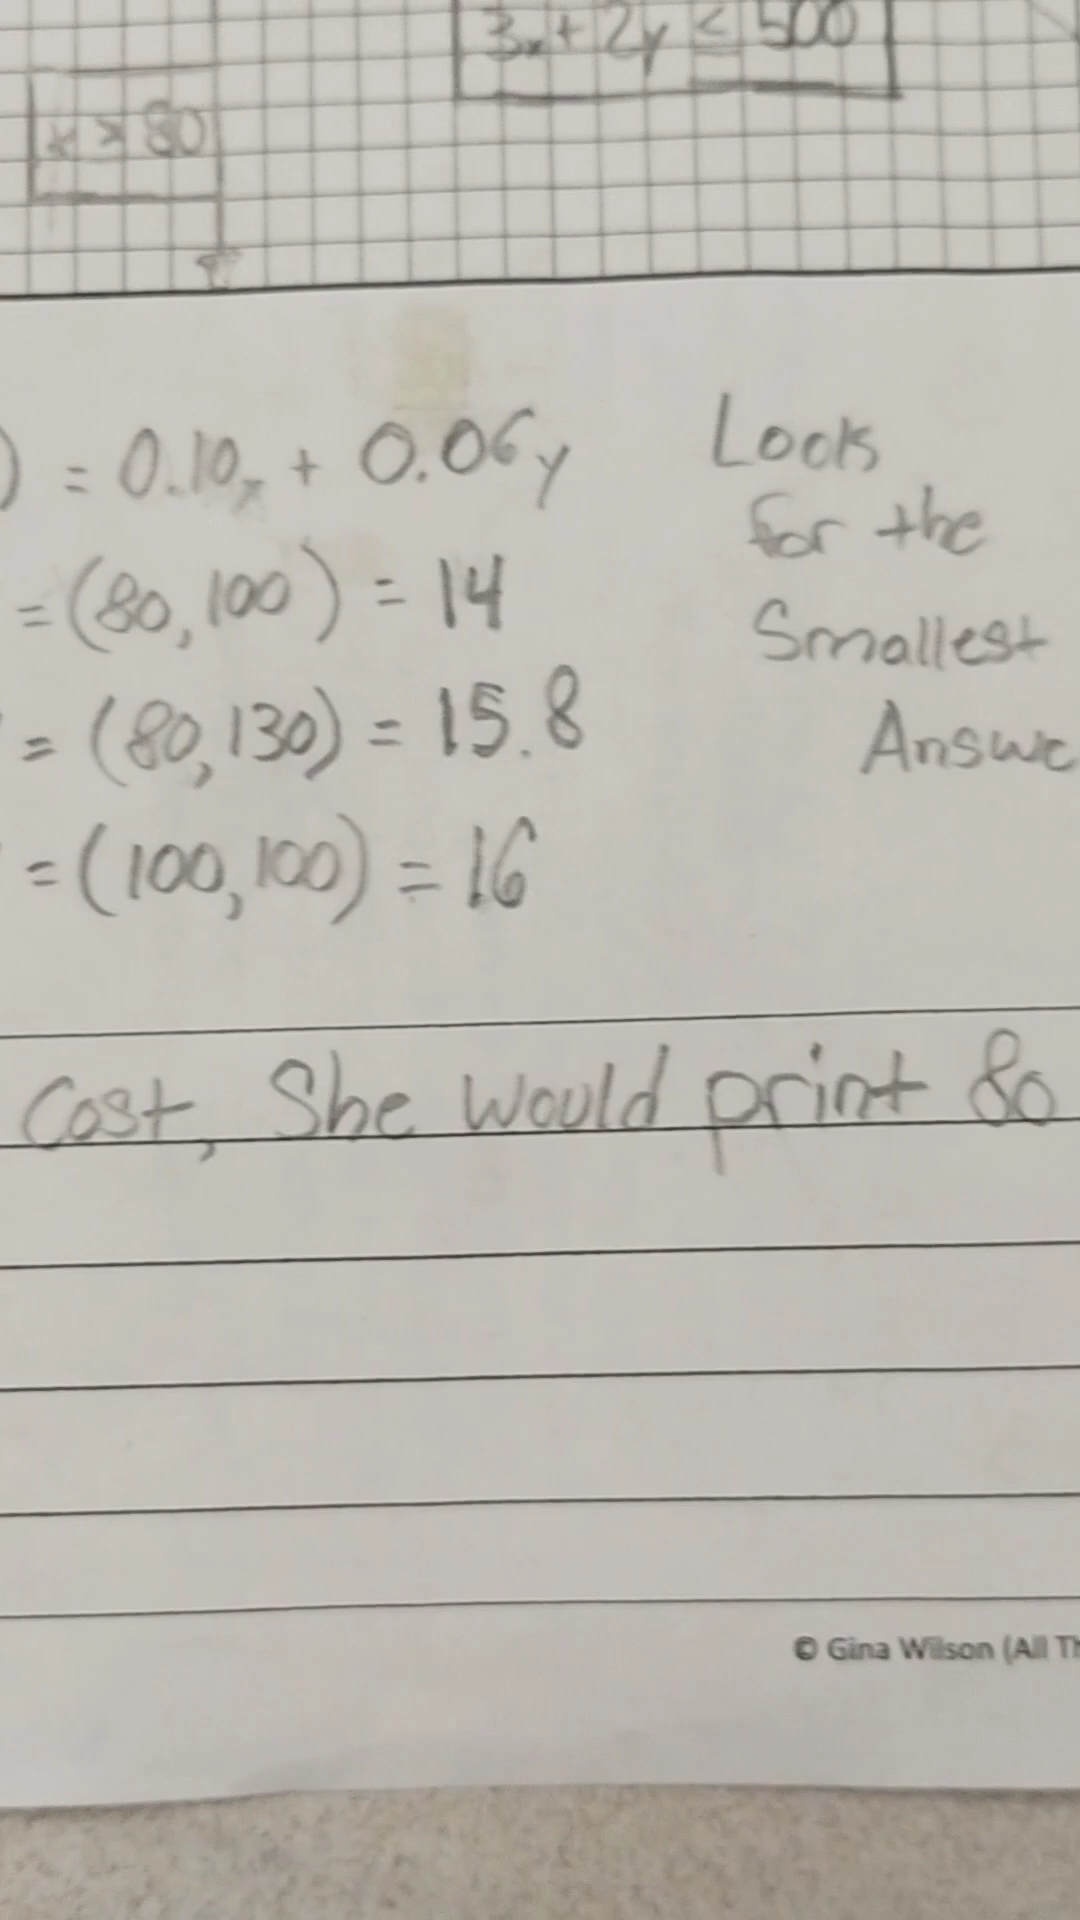 3x + 2y ≤ 500
x ≥ 80
) = 0.10x + 0.06y
= (80, 100) = 14
= (80, 130) = 15.8
= (100, 100) = 16
Look
for the
Smallest
Answe
Cost, She would print 80
© Gina Wilson (All Th